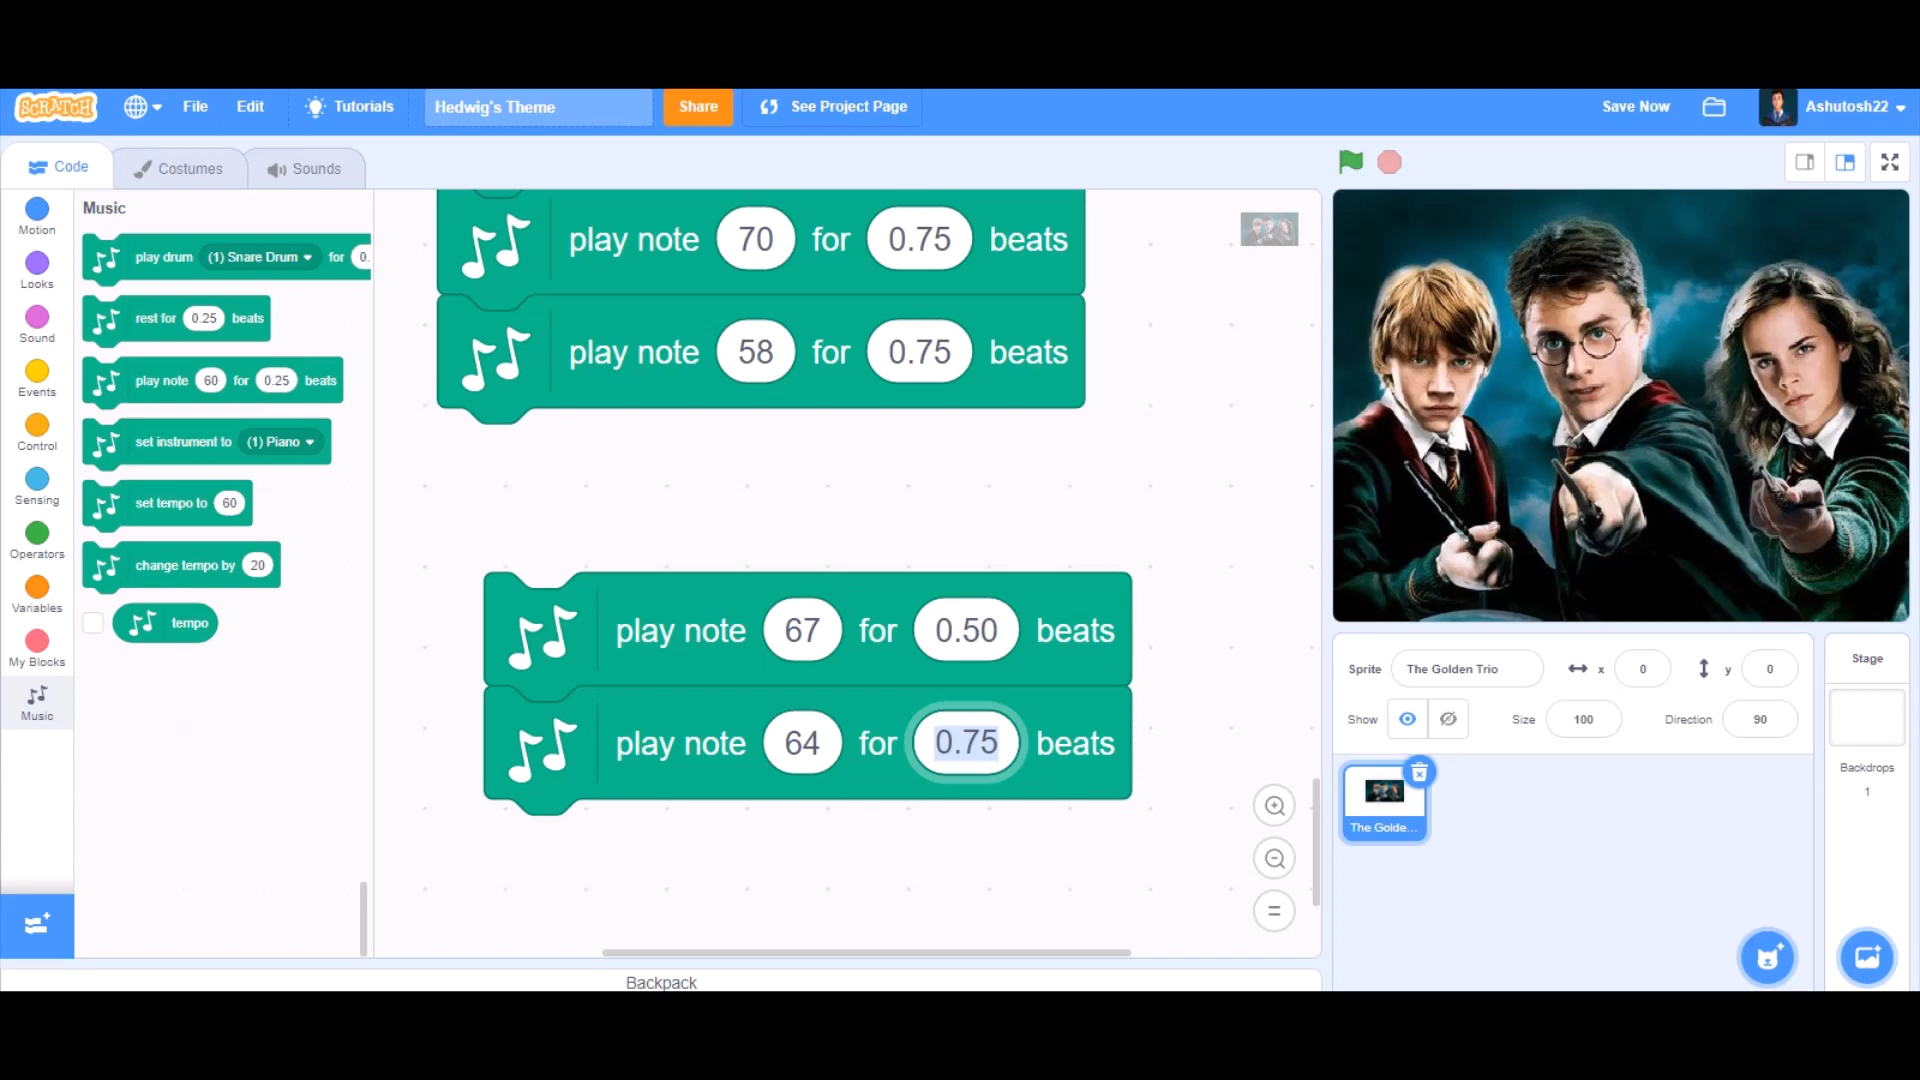 SCRATCH File Edit Tutorials Hedwig's Theme Share See Project Page Save Now Ashutosh22
Code Costumes Sounds
Motion
Looks
Sound
Events
Control
Sensing
Operators
Variables
My Blocks
Music
Music
play drum (1) Snare Drum for 0.
rest for 0.25 beats
play note 60 for 0.25 beats
set instrument to (1) Piano
set tempo to 60
change tempo by 20
tempo
play note 70 for 0.75 beats
play note 58 for 0.75 beats
play note 67 for 0.50 beats
play note 64 for 0.75 beats
Backpack
Sprite The Golden Trio x 0 y 0
Show Size 100 Direction 90
The Golde...
Stage
Backdrops
1